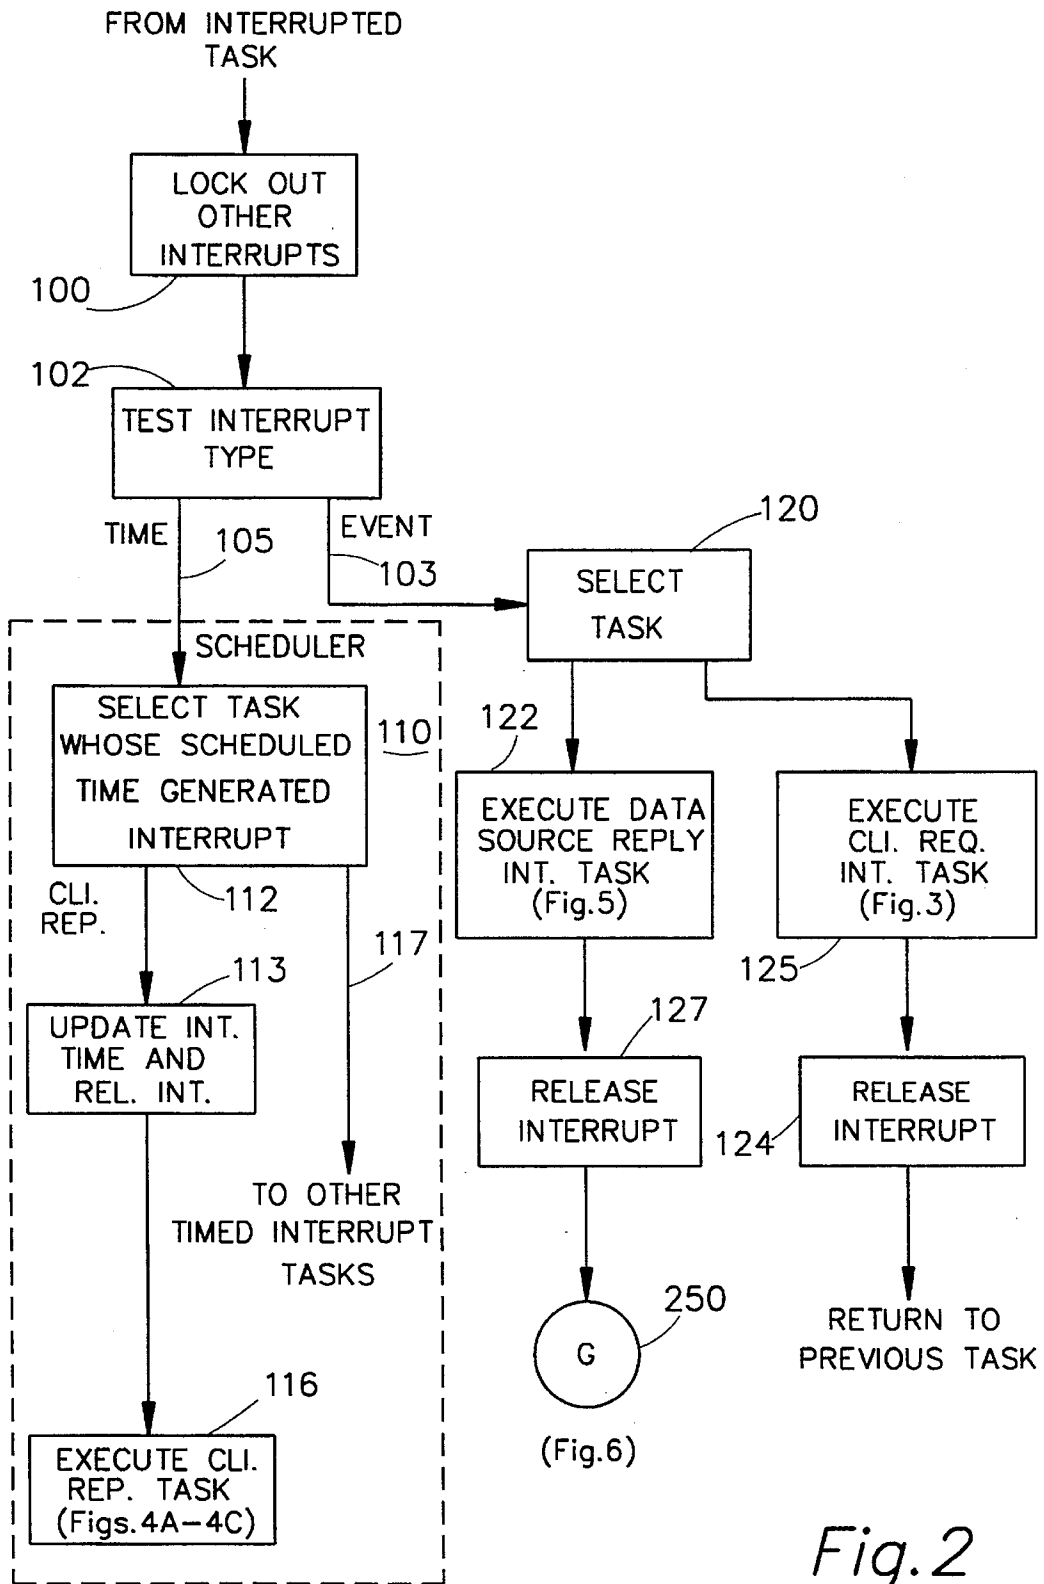 FROM INTERRUPTED
TASK
LOCK OUT
OTHER
INTERRUPTS
100
102
TEST INTERRUPT
TYPE
TIME
105
EVENT
103
120
SELECT
TASK
SCHEDULER
SELECT TASK
WHOSE SCHEDULED
TIME GENERATED
INTERRUPT
110
112
CLI.
REP.
117
113
UPDATE INT.
TIME AND
REL. INT.
TO OTHER
TIMED INTERRUPT
TASKS
116
EXECUTE CLI.
REP. TASK
(Figs.4A-4C)
122
EXECUTE DATA
SOURCE REPLY
INT. TASK
(Fig.5)
127
RELEASE
INTERRUPT
250
G
(Fig.6)
EXECUTE
CLI. REQ.
INT. TASK
(Fig.3)
125
RELEASE
INTERRUPT
124
RETURN TO
PREVIOUS TASK
Fig.2